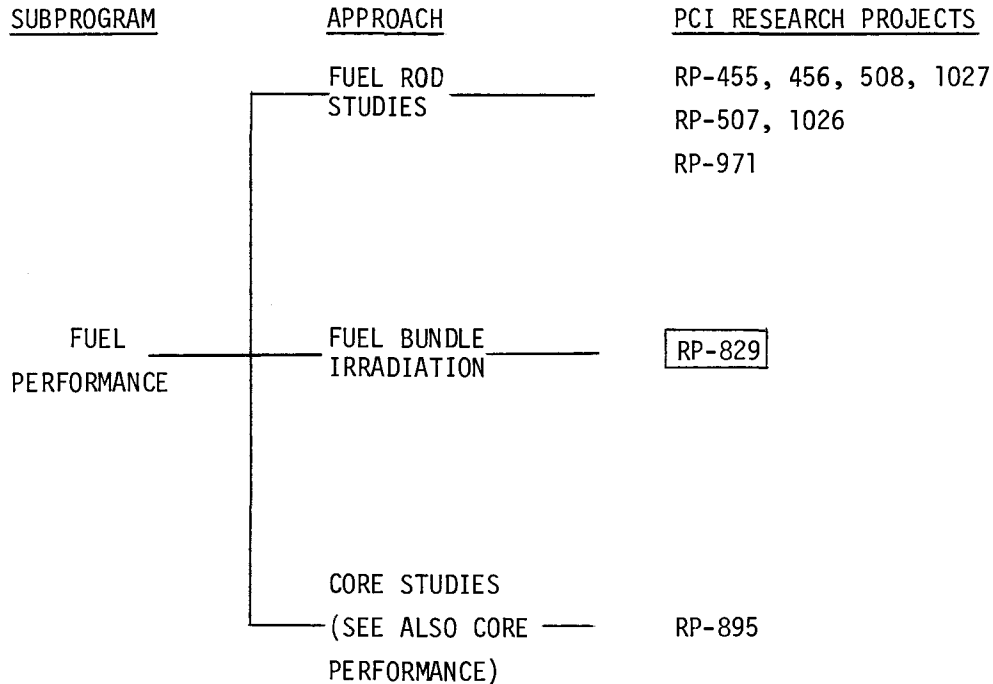 SUBPROGRAM APPROACH PCI RESEARCH PROJECTS
FUEL ROD
STUDIES
RP-455, 456, 508, 1027
RP-507, 1026
RP-971
FUEL
PERFORMANCE
FUEL BUNDLE
IRRADIATION
RP-829
CORE STUDIES
(SEE ALSO CORE
PERFORMANCE)
RP-895